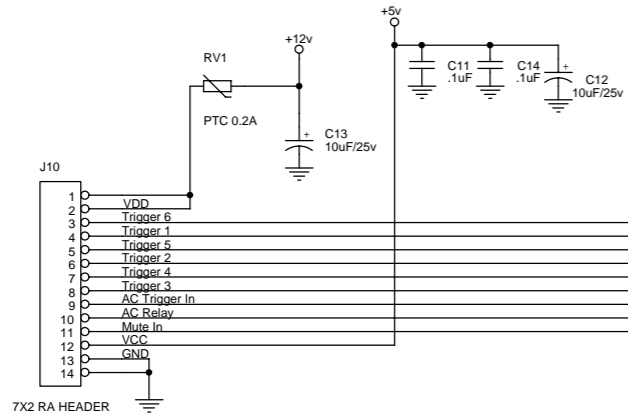 +5v
+12v
RV1
PTC 0.2A
C13
10uF/25v
C11
.1uF
C14
.1uF
C12
10uF/25v
+
+
J10
1
2
3
4
5
6
7
8
9
10
11
12
13
14
VDD
Trigger 6
Trigger 1
Trigger 5
Trigger 2
Trigger 4
Trigger 3
AC Trigger In
AC Relay
Mute In
VCC
GND
7X2 RA HEADER